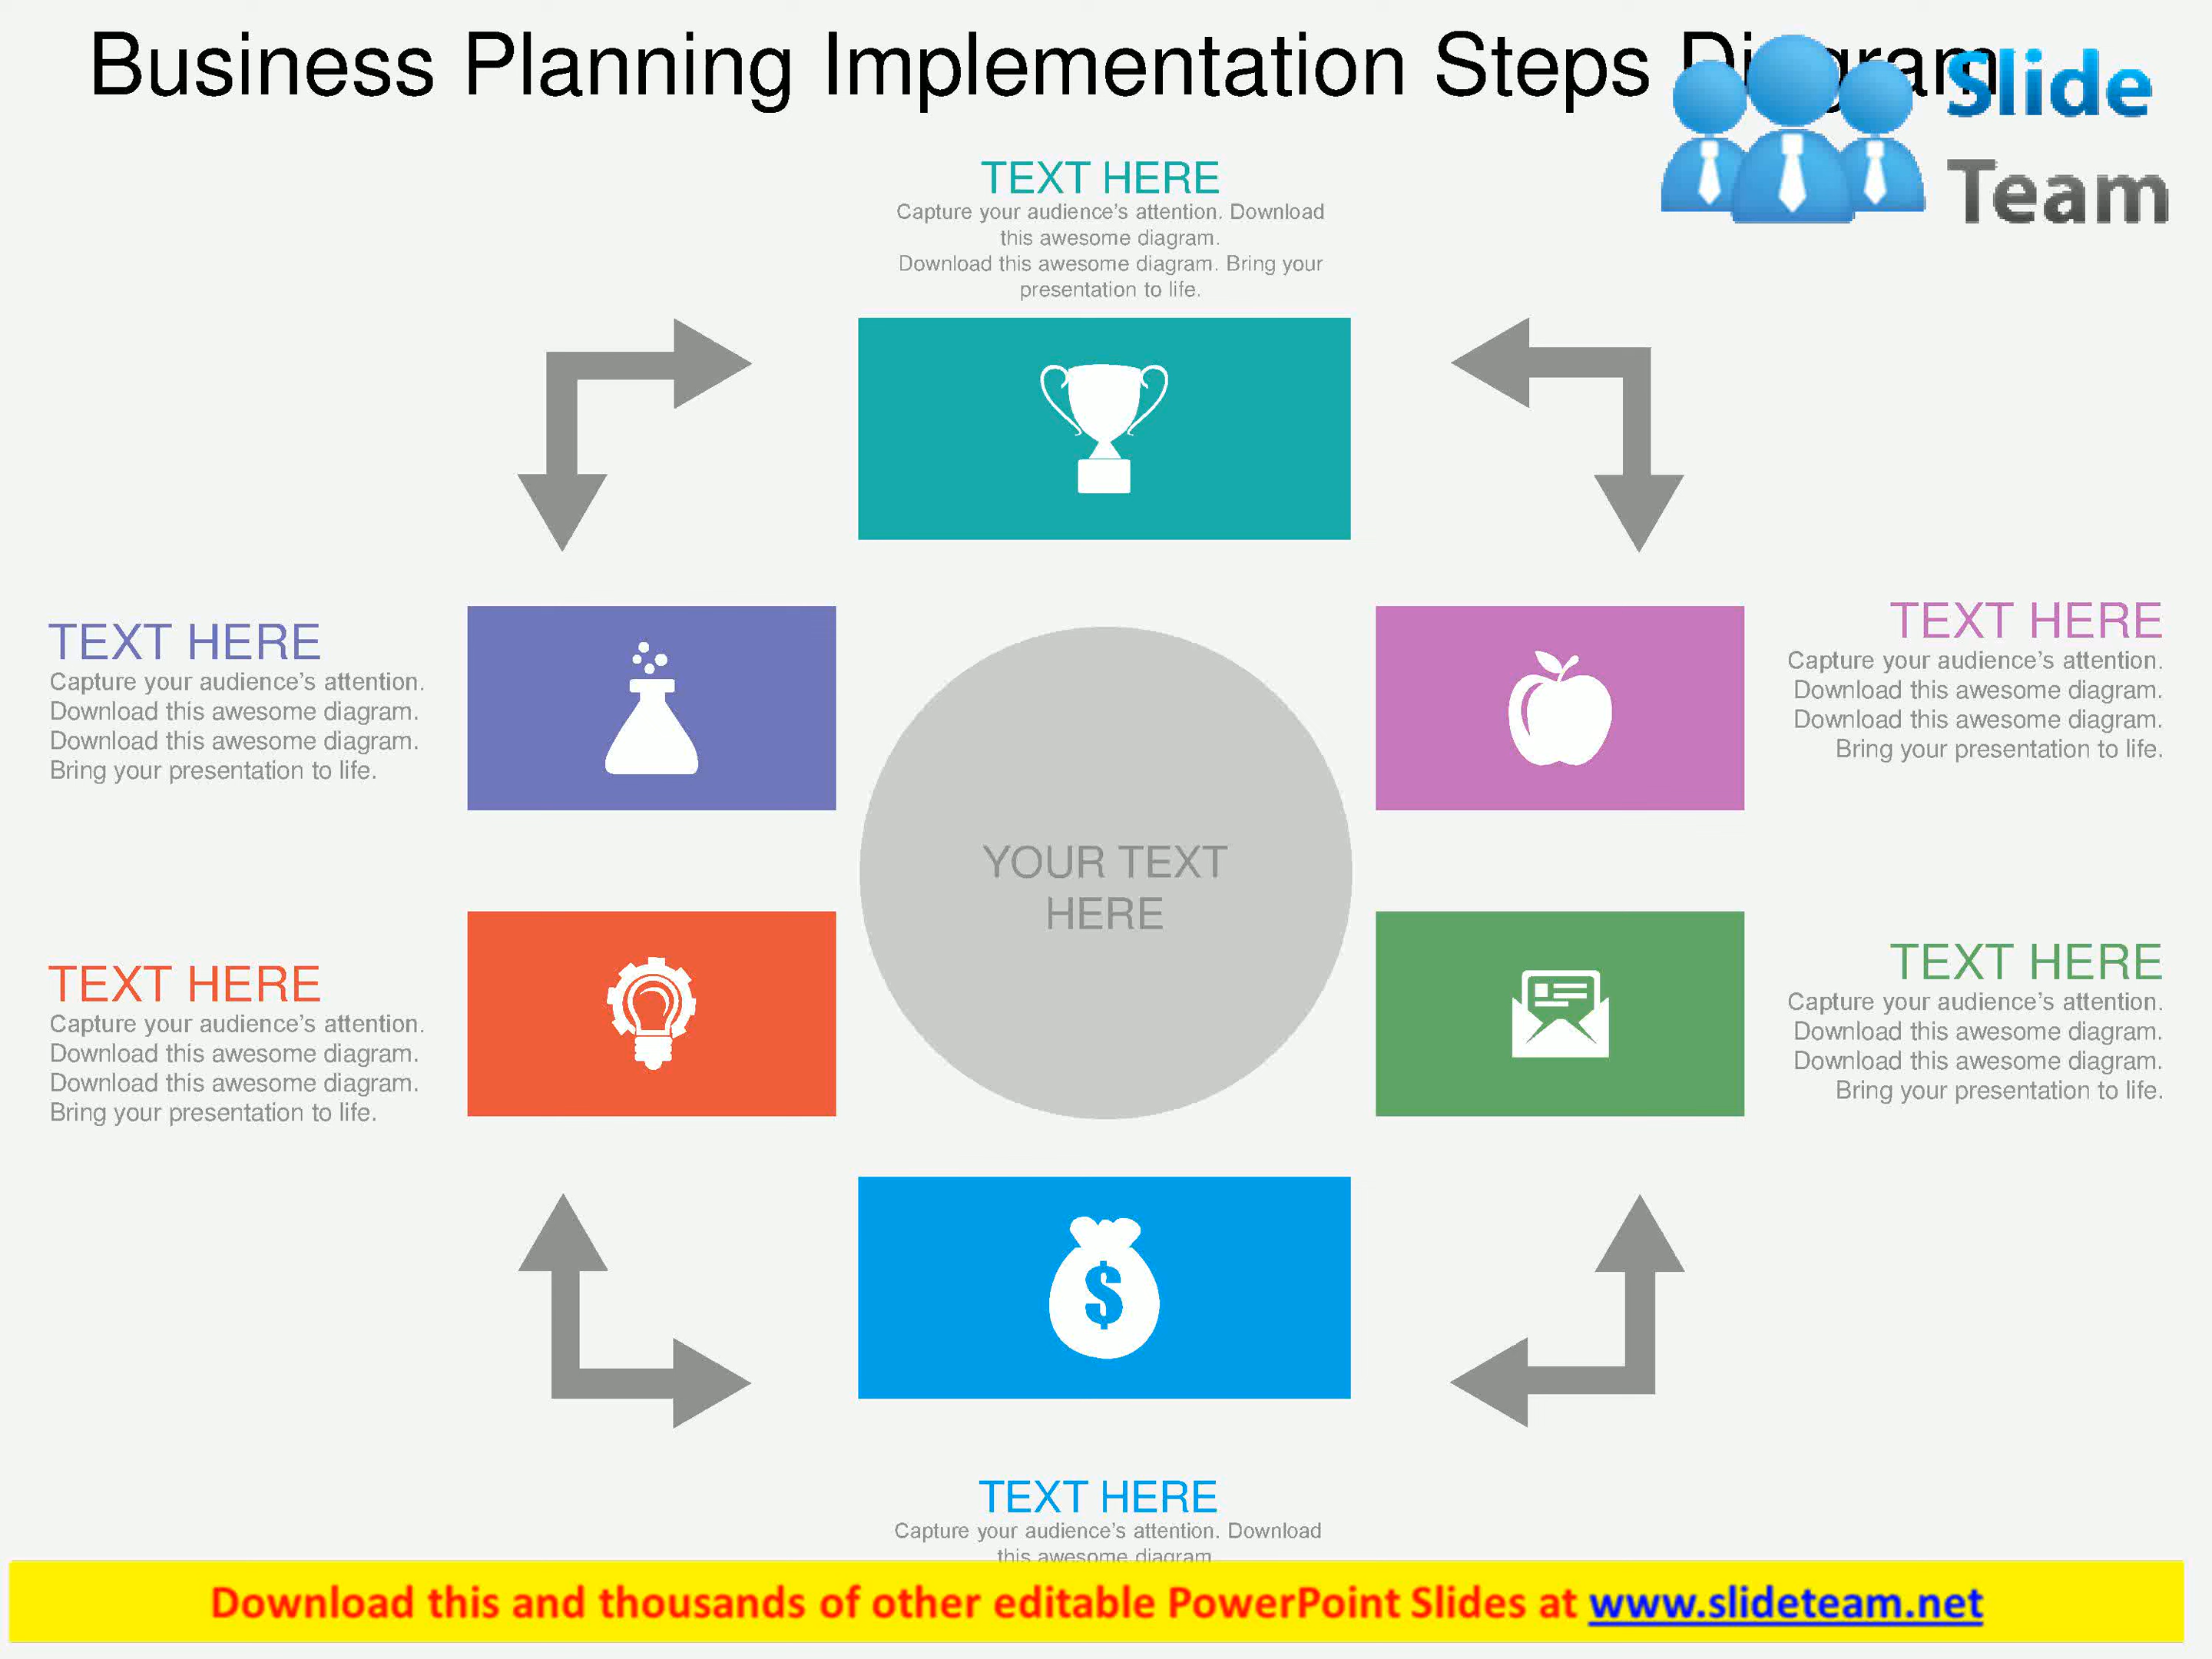 Business Planning Implementation Steps Diagram
Slide
Team
TEXT HERE
Capture your audience’s attention. Download
this awesome diagram.
Download this awesome diagram. Bring your
presentation to life.
TEXT HERE
Capture your audience’s attention.
Download this awesome diagram.
Download this awesome diagram.
Bring your presentation to life.
TEXT HERE
Capture your audience’s attention.
Download this awesome diagram.
Download this awesome diagram.
Bring your presentation to life.
YOUR TEXT
HERE
TEXT HERE
Capture your audience’s attention.
Download this awesome diagram.
Download this awesome diagram.
Bring your presentation to life.
TEXT HERE
Capture your audience’s attention.
Download this awesome diagram.
Download this awesome diagram.
Bring your presentation to life.
$
TEXT HERE
Capture your audience’s attention. Download
this awesome diagram.
Download this and thousands of other editable PowerPoint Slides at www.slideteam.net